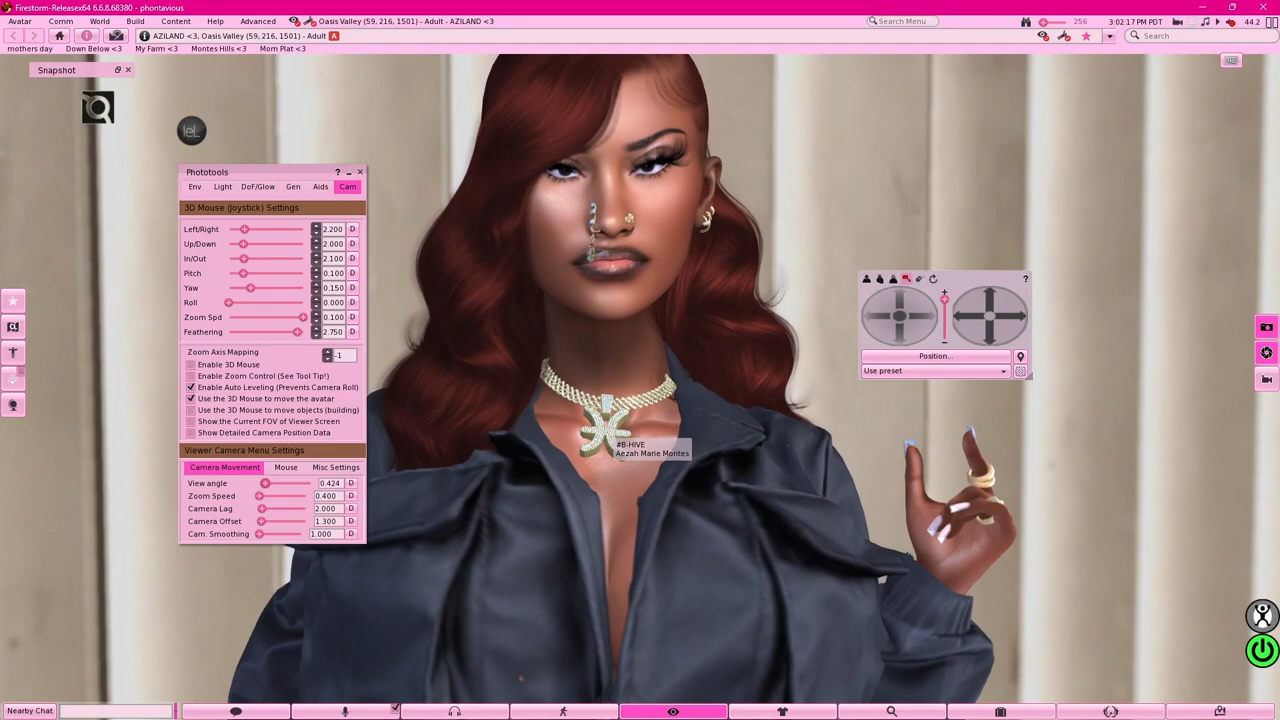 Firestorm-Releasex64 6.6.8.68380 - phontavious
Avatar Comm World Build Content Help Advanced Oasis Valley (59, 216, 1501) - Adult - AZILAND <3 Search Menu 256 3:02:17 PM PDT 44.2
AZILAND <3, Oasis Valley (59, 216, 1501) - Adult A Search
mothers day Down Below <3 My Farm <3 Montes Hills <3 Mom Plat <3
Snapshot
leL
Phototools ?
Env Light DoF/Glow Gen Aids Cam
3D Mouse (Joystick) Settings
Left/Right 2.200 D
Up/Down 2.000 D
In/Out 2.100 D
Pitch 0.100 D
Yaw 0.150 D
Roll 0.000 D
Zoom Spd 0.100 D
Feathering 2.750 D
Zoom Axis Mapping -1
Enable 3D Mouse
Enable Zoom Control (See Tool Tip!)
Enable Auto Leveling (Prevents Camera Roll)
Use the 3D Mouse to move the avatar
Use the 3D Mouse to move objects (building)
Show the Current FOV of Viewer Screen
Show Detailed Camera Position Data
Viewer Camera Menu Settings
Camera Movement Mouse Misc Settings
View angle 0.424 D
Zoom Speed 0.400 D
Camera Lag 2.000 D
Camera Offset 1.300 D
Cam. Smoothing 1.000 D
?
Position...
Use preset
#B-HIVE
Aezah Marie Montes
Nearby Chat